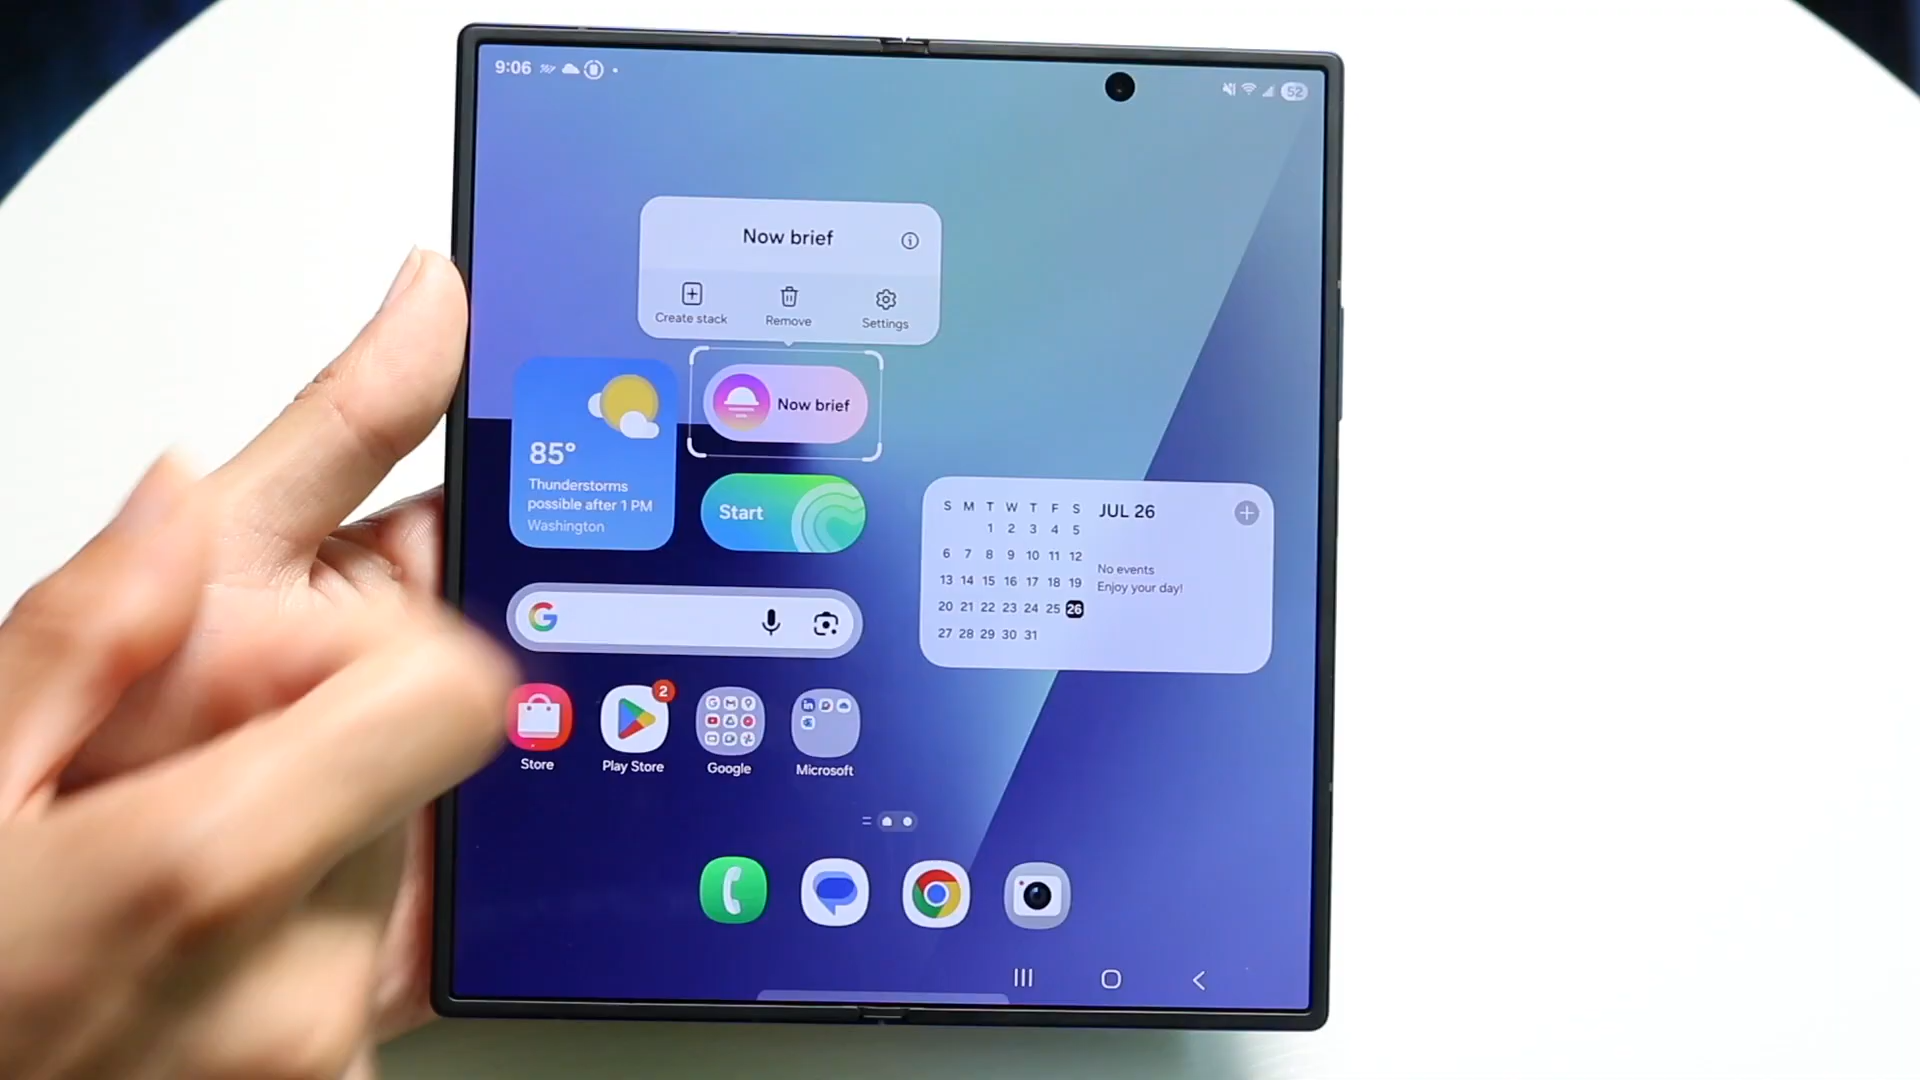 9:06
52
Now brief
Create stack
Remove
Settings
Now brief
85°
Thunderstorms
possible after 1 PM
Washington
Start
S M T W T F S
1 2 3 4 5
6 7 8 9 10 11 12
13 14 15 16 17 18 19
20 21 22 23 24 25 26
27 28 29 30 31
JUL 26
No events
Enjoy your day!
2
Store
Play Store
Google
Microsoft